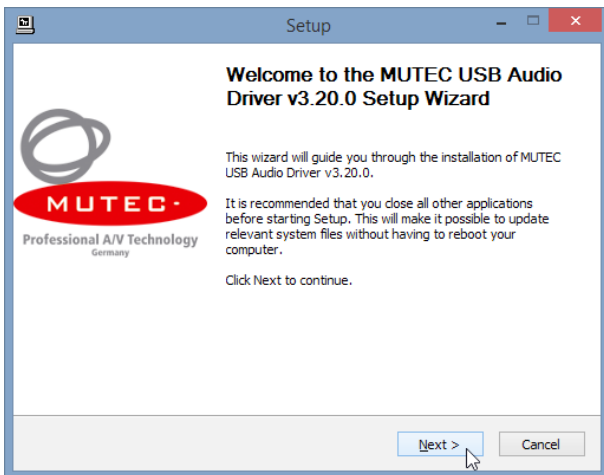 Setup
Welcome to the MUTEC USB Audio
Driver v3.20.0 Setup Wizard
This wizard will guide you through the installation of MUTEC
USB Audio Driver v3.20.0.
It is recommended that you close all other applications
before starting Setup. This will make it possible to update
relevant system files without having to reboot your
computer.
Click Next to continue.
MUTEC
Professional A/V Technology
Germany
Next >
Cancel